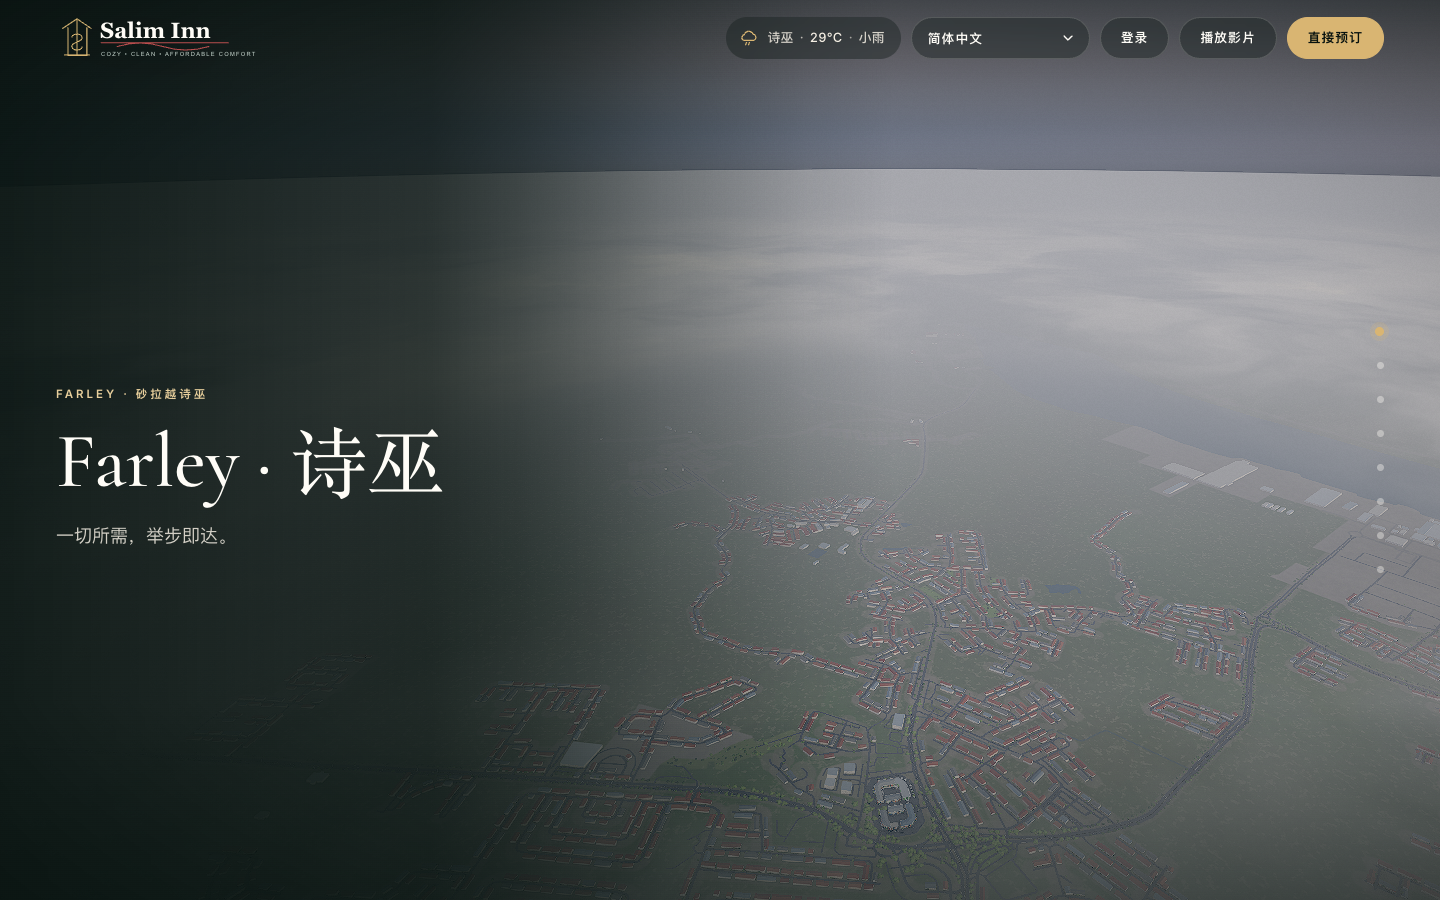 Salim Inn
COZY • CLEAN • AFFORDABLE COMFORT
诗巫 · 29°C · 小雨
简体中文
登录
播放影片
直接预订
FARLEY · 砂拉越诗巫
Farley · 诗巫
一切所需，举步即达。